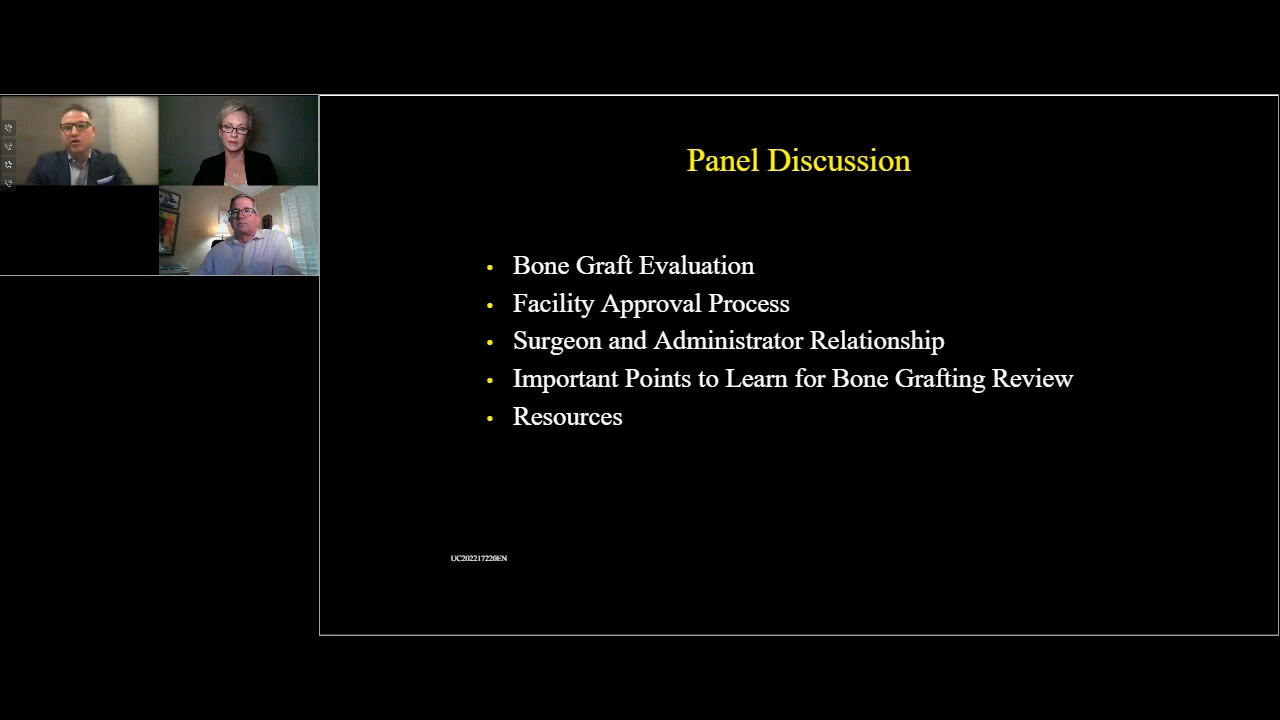 Panel Discussion
• Bone Graft Evaluation
• Facility Approval Process
• Surgeon and Administrator Relationship
• Important Points to Learn for Bone Grafting Review
• Resources
UC202217220EN